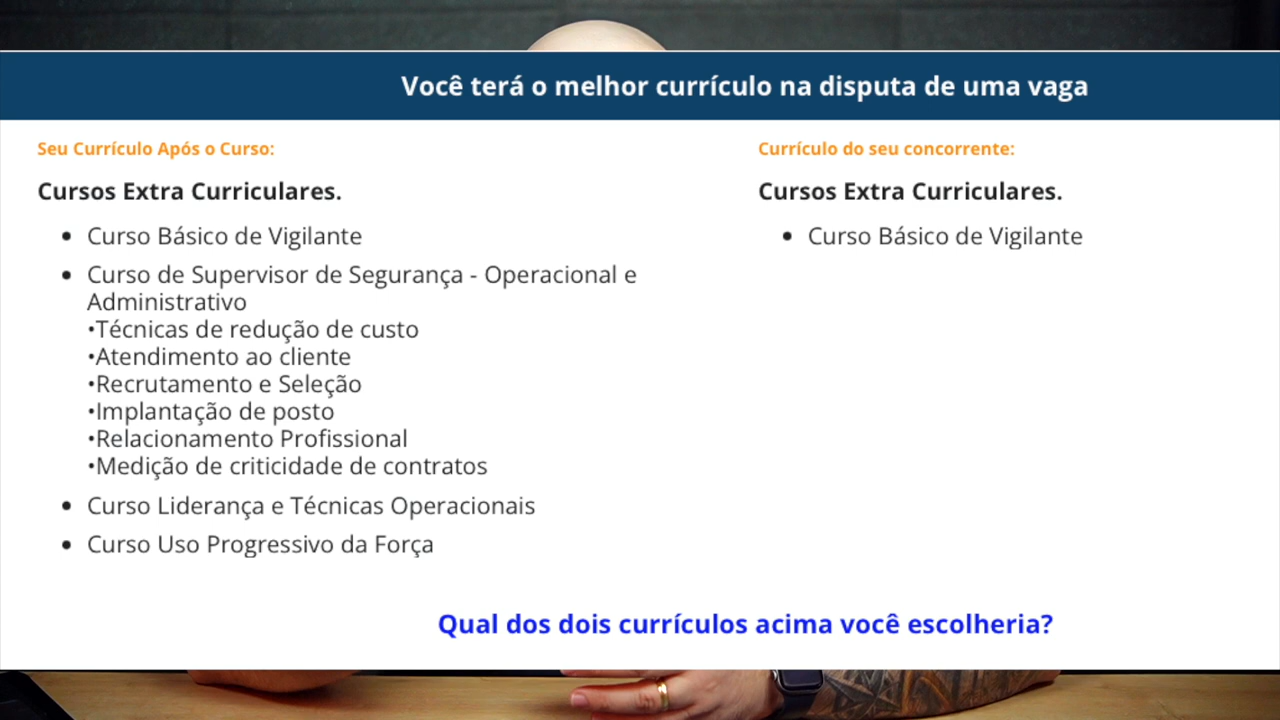 Você terá o melhor currículo na disputa de uma vaga
Seu Currículo Após o Curso:
Cursos Extra Curriculares.
• Curso Básico de Vigilante
• Curso de Supervisor de Segurança - Operacional e
Administrativo
•Técnicas de redução de custo
•Atendimento ao cliente
•Recrutamento e Seleção
•Implantação de posto
•Relacionamento Profissional
•Medição de criticidade de contratos
• Curso Liderança e Técnicas Operacionais
• Curso Uso Progressivo da Força
Currículo do seu concorrente:
Cursos Extra Curriculares.
• Curso Básico de Vigilante
Qual dos dois currículos acima você escolheria?